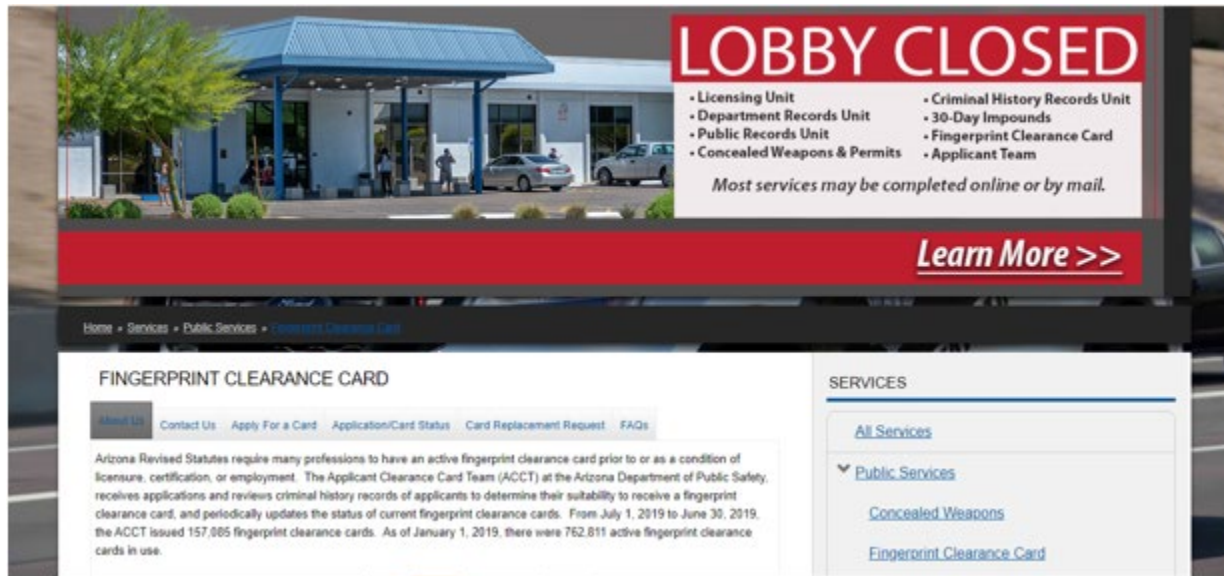 LOBBY CLOSED
• Licensing Unit
• Department Records Unit
• Public Records Unit
• Concealed Weapons & Permits
• Criminal History Records Unit
• 30-Day Impounds
• Fingerprint Clearance Card
• Applicant Team
Most services may be completed online or by mail.
Learn More >>
Home » Services » Public Services » Fingerprint Clearance Card
FINGERPRINT CLEARANCE CARD
About Us Contact Us Apply For a Card Application/Card Status Card Replacement Request FAQs
Arizona Revised Statutes require many professions to have an active fingerprint clearance card prior to or as a condition of
licensure, certification, or employment. The Applicant Clearance Card Team (ACCT) at the Arizona Department of Public Safety,
receives applications and reviews criminal history records of applicants to determine their suitability to receive a fingerprint
clearance card, and periodically updates the status of current fingerprint clearance cards. From July 1, 2019 to June 30, 2019,
the ACCT issued 157,085 fingerprint clearance cards. As of January 1, 2019, there were 762,811 active fingerprint clearance
cards in use.
SERVICES
All Services
Public Services
Concealed Weapons
Fingerprint Clearance Card